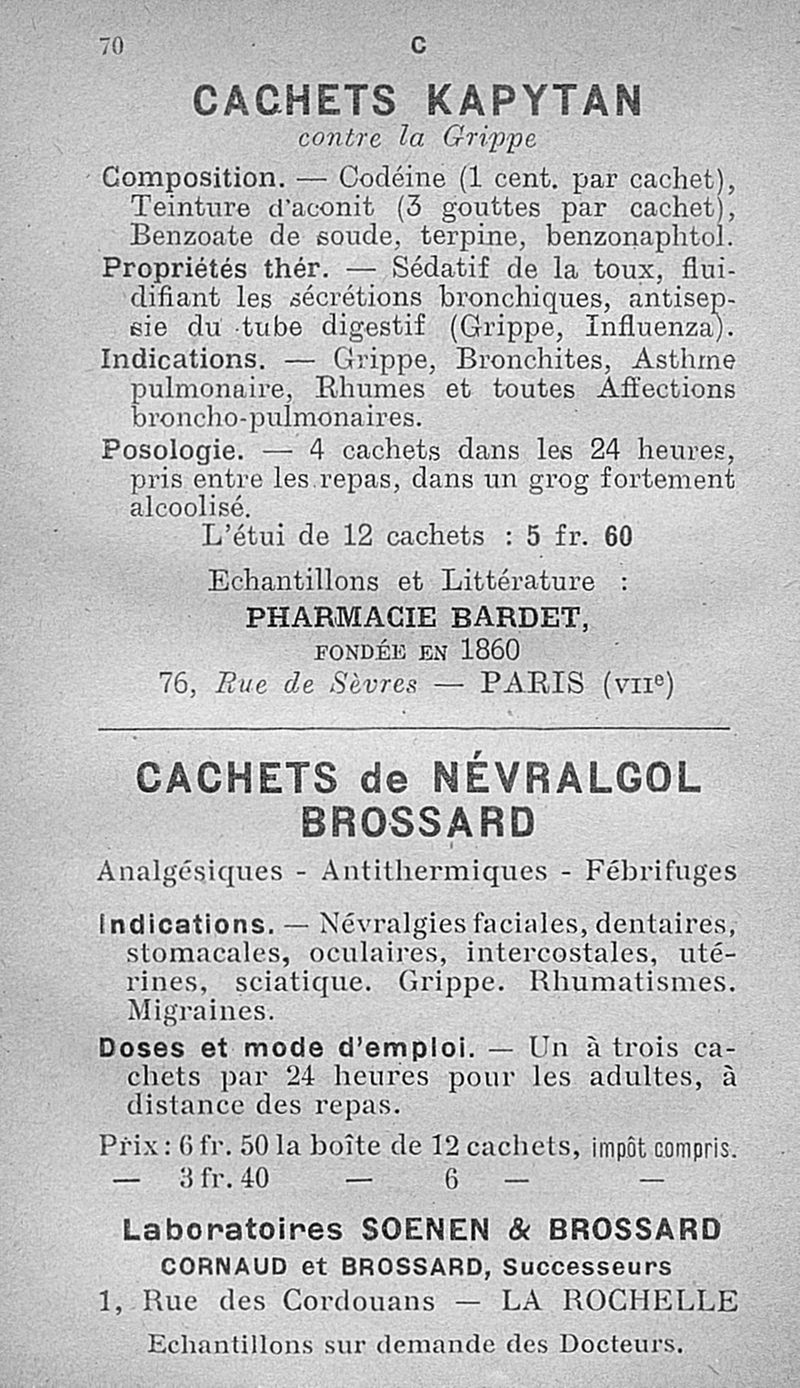 70
C
CACHETS KAPYTAN
contre la Grippe
Composition. — Codéine (1 cent. par cachet),
Teinture d'aconit (3 gouttes par cachet),
Benzoate de soude, terpine, benzonaphtol.
Propriétés thér. — Sédatif de la toux, flui-
difiant les sécrétions bronchiques, antisep-
sie du tube digestif (Grippe, Influenza).
Indications. — Grippe, Bronchites, Asthme
pulmonaire, Rhumes et toutes Affections
broncho-pulmonaires.
Posologie. — 4 cachets dans les 24 heures,
pris entre les repas, dans un grog fortement
alcoolisé.
L'étui de 12 cachets : 5 fr. 60
Echantillons et Littérature :
PHARMACIE BARDET,
FONDÉE EN 1860
76, Rue de Sèvres — PARIS (VIIe)
CACHETS de NÉVRALGOL
BROSSARD
Analgésiques - Antithermiques - Fébrifuges
Indications. — Névralgies faciales, dentaires,
stomacales, oculaires, intercostales, uté-
rines, sciatique. Grippe. Rhumatismes.
Migraines.
Doses et mode d'emploi. — Un à trois ca-
chets par 24 heures pour les adultes, à
distance des repas.
Prix : 6 fr. 50 la boîte de 12 cachets, impôt compris.
— 3 fr. 40 — 6 — —
Laboratoires SOENEN & BROSSARD
CORNAUD et BROSSARD, Successeurs
1, Rue des Cordouans — LA ROCHELLE
Echantillons sur demande des Docteurs.